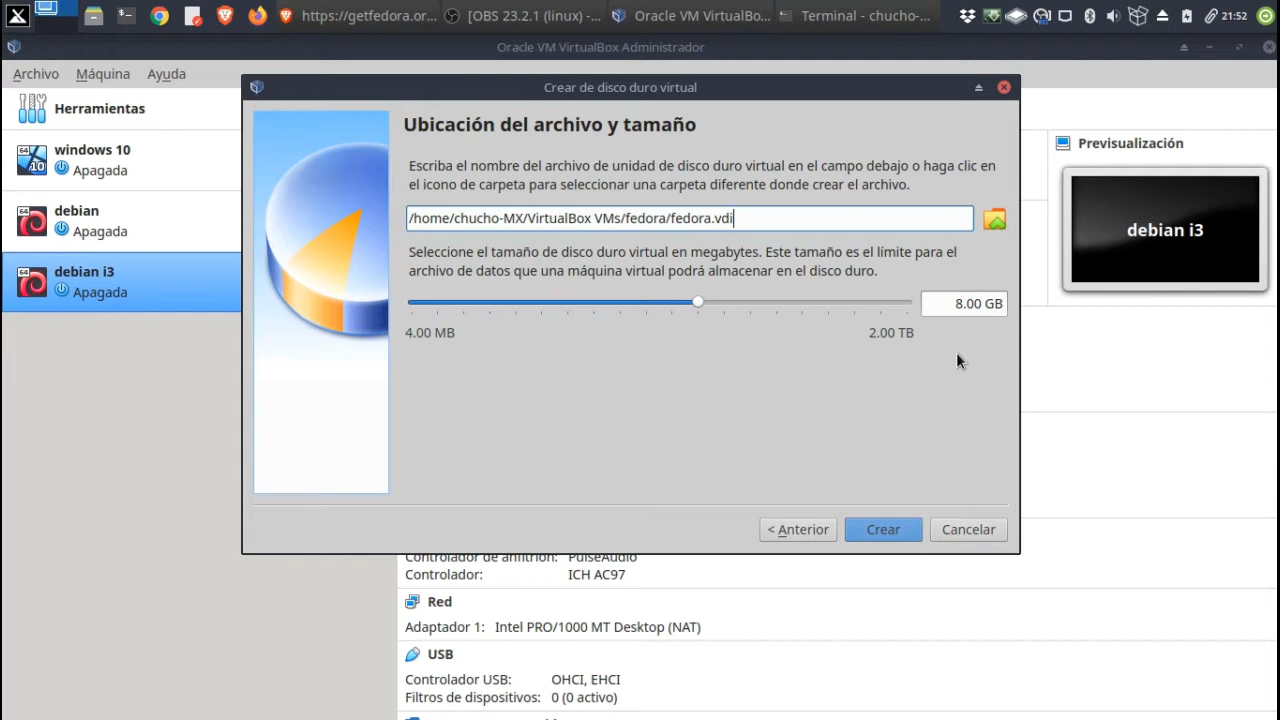 https://getfedora.or...
[OBS 23.2.1 (linux) -...
Oracle VM VirtualBo...
Terminal - chucho-...
21:52
Oracle VM VirtualBox Administrador
Archivo Máquina Ayuda
Herramientas
64
10
windows 10
Apagada
64
debian
Apagada
64
debian i3
Apagada
Crear de disco duro virtual
Ubicación del archivo y tamaño
Escriba el nombre del archivo de unidad de disco duro virtual en el campo debajo o haga clic en
el icono de carpeta para seleccionar una carpeta diferente donde crear el archivo.
/home/chucho-MX/VirtualBox VMs/fedora/fedora.vdi
Seleccione el tamaño de disco duro virtual en megabytes. Este tamaño es el límite para el
archivo de datos que una máquina virtual podrá almacenar en el disco duro.
8.00 GB
4.00 MB
2.00 TB
< Anterior
Crear
Cancelar
Previsualización
debian i3
Controlador de anfitrión: PulseAudio
Controlador: ICH AC97
Red
Adaptador 1: Intel PRO/1000 MT Desktop (NAT)
USB
Controlador USB: OHCI, EHCI
Filtros de dispositivos: 0 (0 activo)